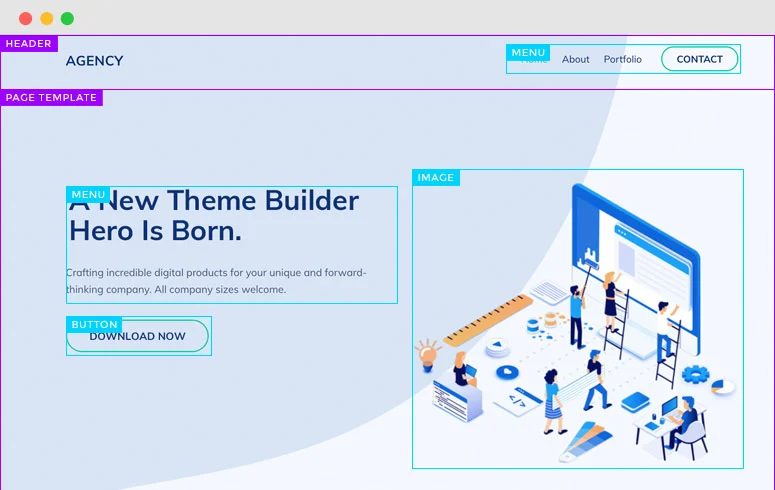 HEADER
AGENCY
MENU
Home
About
Portfolio
CONTACT
PAGE TEMPLATE
MENU
A New Theme Builder
Hero Is Born.
Crafting incredible digital products for your unique and forward-
thinking company. All company sizes welcome.
BUTTON
DOWNLOAD NOW
IMAGE